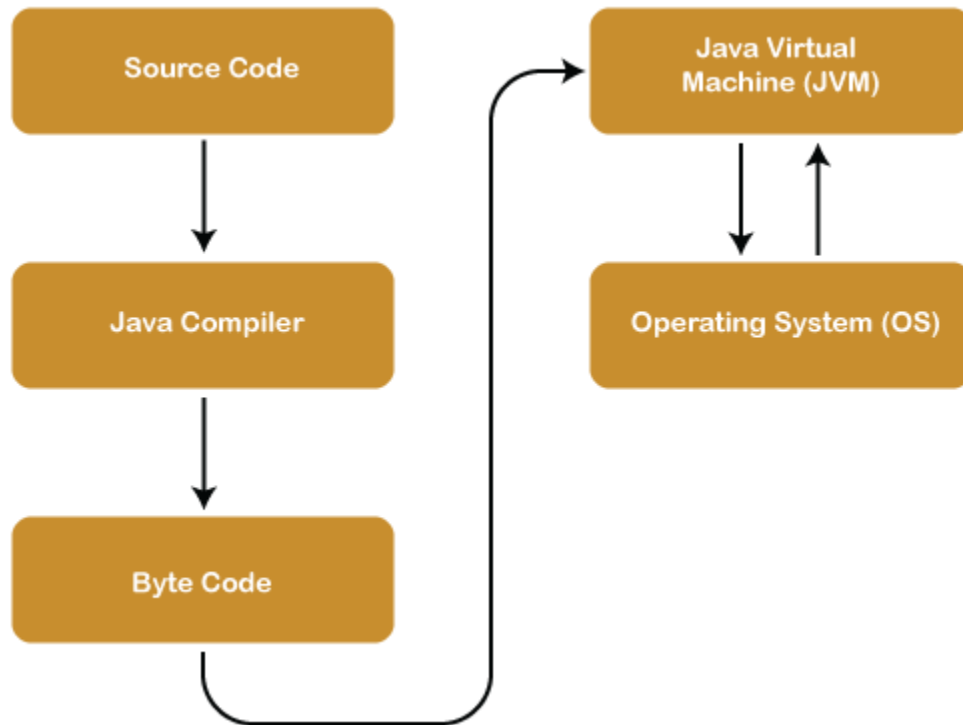 Source Code
Java Compiler
Byte Code
Java Virtual
Machine (JVM)
Operating System (OS)